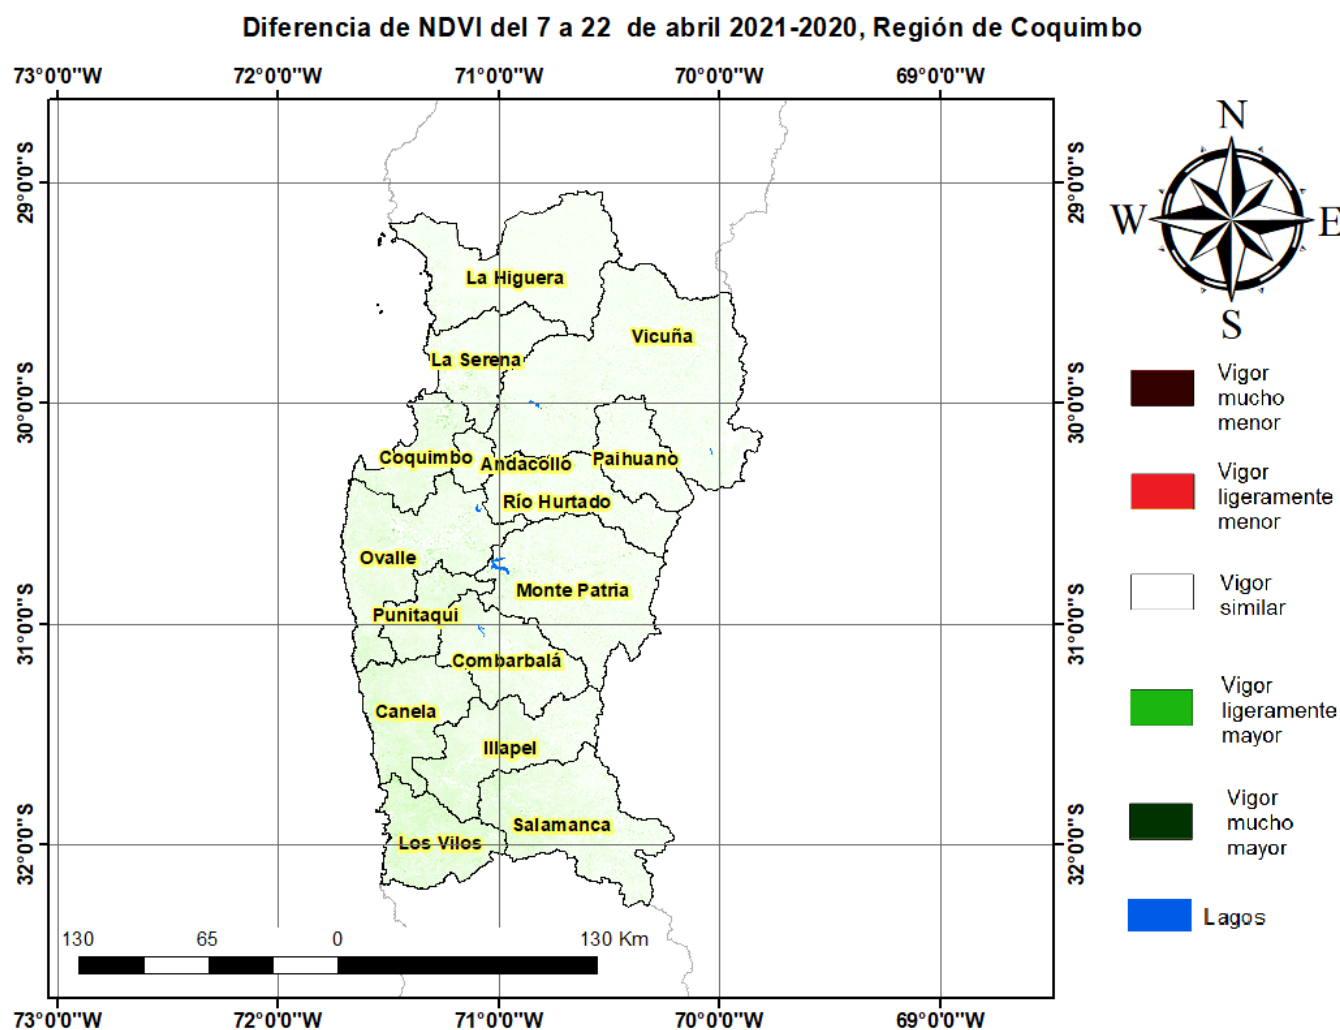 Diferencia de NDVI del 7 a 22  de abril 2021-2020, Región de Coquimbo
73°0'0"W 72°0'0"W 71°0'0"W 70°0'0"W 69°0'0"W
29°0'0"S 29°0'0"S
30°0'0"S 30°0'0"S
31°0'0"S 31°0'0"S
32°0'0"S 32°0'0"S
La Higuera
Vicuña
La Serena
Coquimbo
Andacollo
Paihuano
Río Hurtado
Ovalle
Monte Patria
Punitaqui
Combarbalá
Canela
Illapel
Salamanca
Los Vilos
130 65 0 130 Km
73°0'0"W 72°0'0"W 71°0'0"W 70°0'0"W 69°0'0"W
N
W E
S
Vigor
mucho
menor
Vigor
ligeramente
menor
Vigor
similar
Vigor
ligeramente
mayor
Vigor
mucho
mayor
Lagos